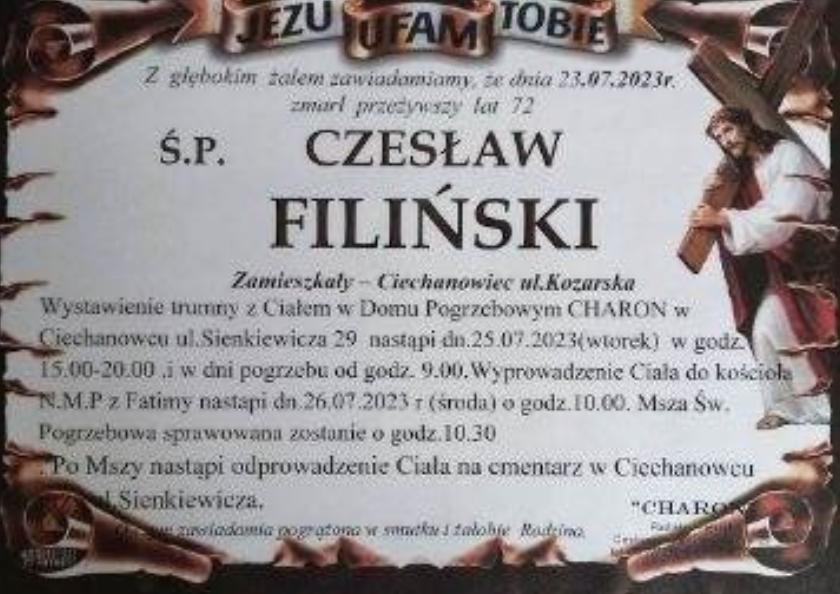 JEZU UFAM TOBIE
Z głębokim żalem zawiadamiamy, że dnia 23.07.2023r.
zmarł przeżywszy lat 72
Ś.P. CZESŁAW
FILIŃSKI
Zamieszkały – Ciechanowiec ul.Kozarska
Wystawienie trumny z Ciałem w Domu Pogrzebowym CHARON w
Ciechanowcu ul.Sienkiewicza 29 nastąpi dn.25.07.2023(wtorek) w godz.
15.00-20.00 .i w dni pogrzebu od godz. 9.00.Wyprowadzenie Ciała do kościoła
N.M.P z Fatimy nastąpi dn.26.07.2023 r (środa) o godz.10.00. Msza Św.
Pogrzebowa sprawowana zostanie o godz.10.30
."Po Mszy nastąpi odprowadzenie Ciała na cmentarz w Ciechanowcu
ul.Sienkiewicza.
"CHARON
zawiadamia pogrążona w smutku i żałobie Rodzina.